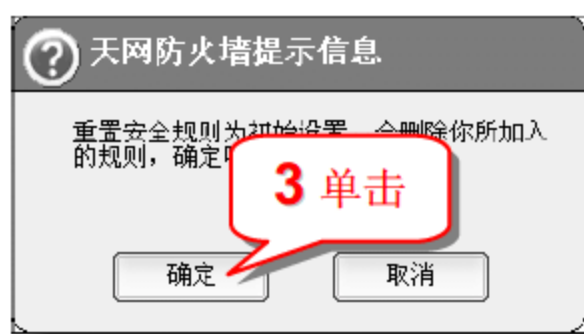 天网防火墙提示信息
重置安全规则为初始设置，会删除你所加入
的规则，确定
3 单击
确定
取消